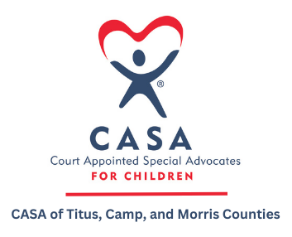 ®
CASA
Court Appointed Special Advocates
FOR CHILDREN
CASA of Titus, Camp, and Morris Counties